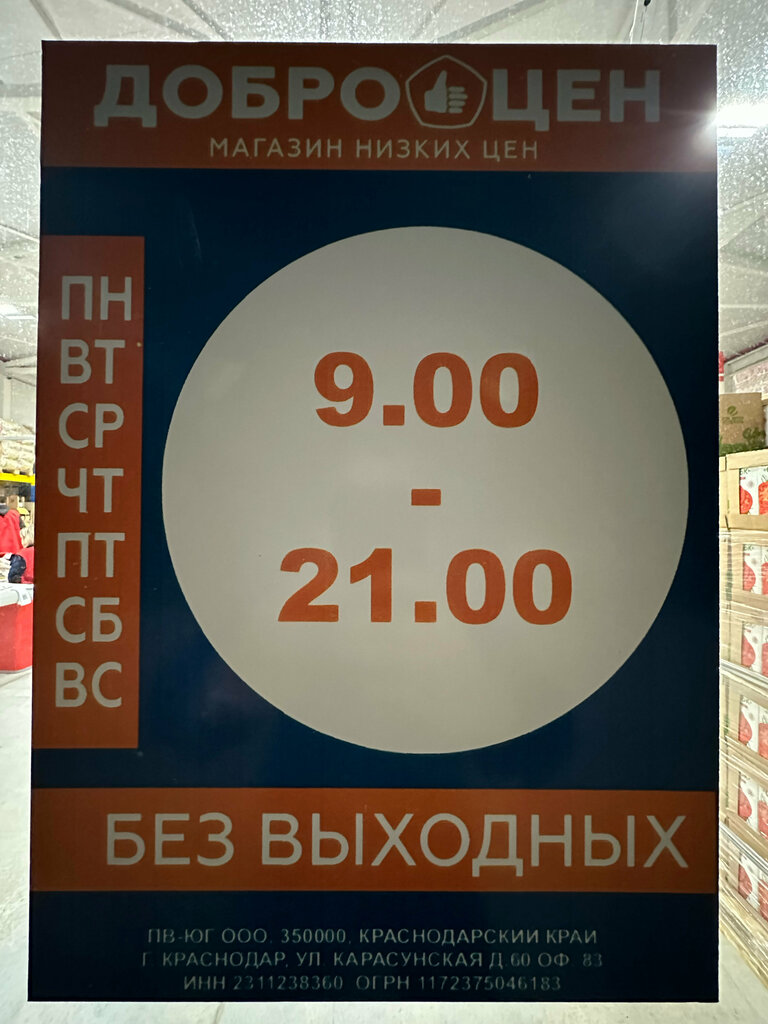 ДОБРОЦЕН
МАГАЗИН НИЗКИХ ЦЕН
ПН
ВТ
СР
ЧТ
ПТ
СБ
ВС
9.00
-
21.00
БЕЗ ВЫХОДНЫХ
ПВ-ЮГ ООО, 350000, КРАСНОДАРСКИЙ КРАЙ
Г. КРАСНОДАР, УЛ. КАРАСУНСКАЯ Д.60 ОФ. 83
ИНН 2311238360 ОГРН 1172375046183